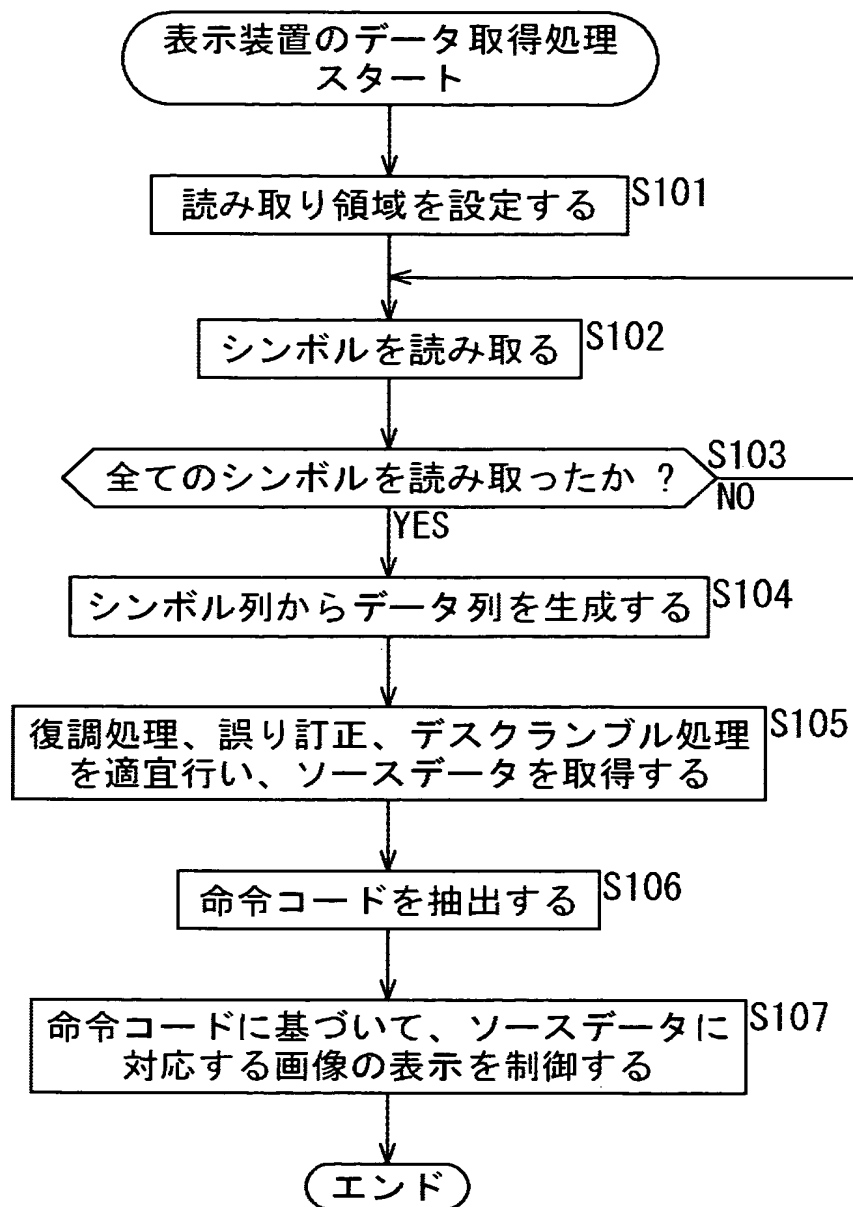 表示装置のデータ取得処理
スタート
読み取り領域を設定する
S101
シンボルを読み取る
S102
全てのシンボルを読み取ったか ?
S103
NO
YES
シンボル列からデータ列を生成する
S104
復調処理、誤り訂正、デスクランブル処理
を適宜行い、ソースデータを取得する
S105
命令コードを抽出する
S106
命令コードに基づいて、ソースデータに
対応する画像の表示を制御する
S107
エンド